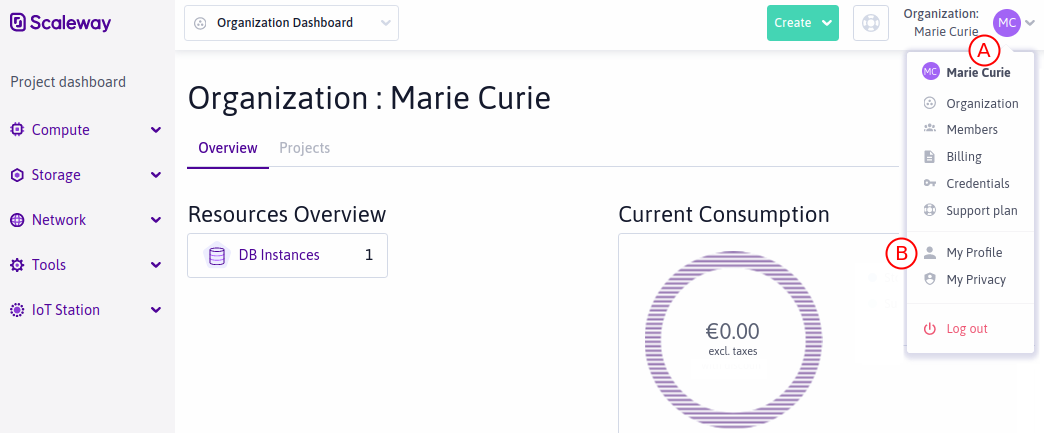 Scaleway
Organization Dashboard
Create
Organization:
Marie Curie
MC
A
Project dashboard
Compute
Storage
Network
Tools
IoT Station
Organization : Marie Curie
Overview
Projects
Resources Overview
DB Instances 1
Current Consumption
€0.00
excl. taxes
MC Marie Curie
Organization
Members
Billing
Credentials
Support plan
B
My Profile
My Privacy
Log out